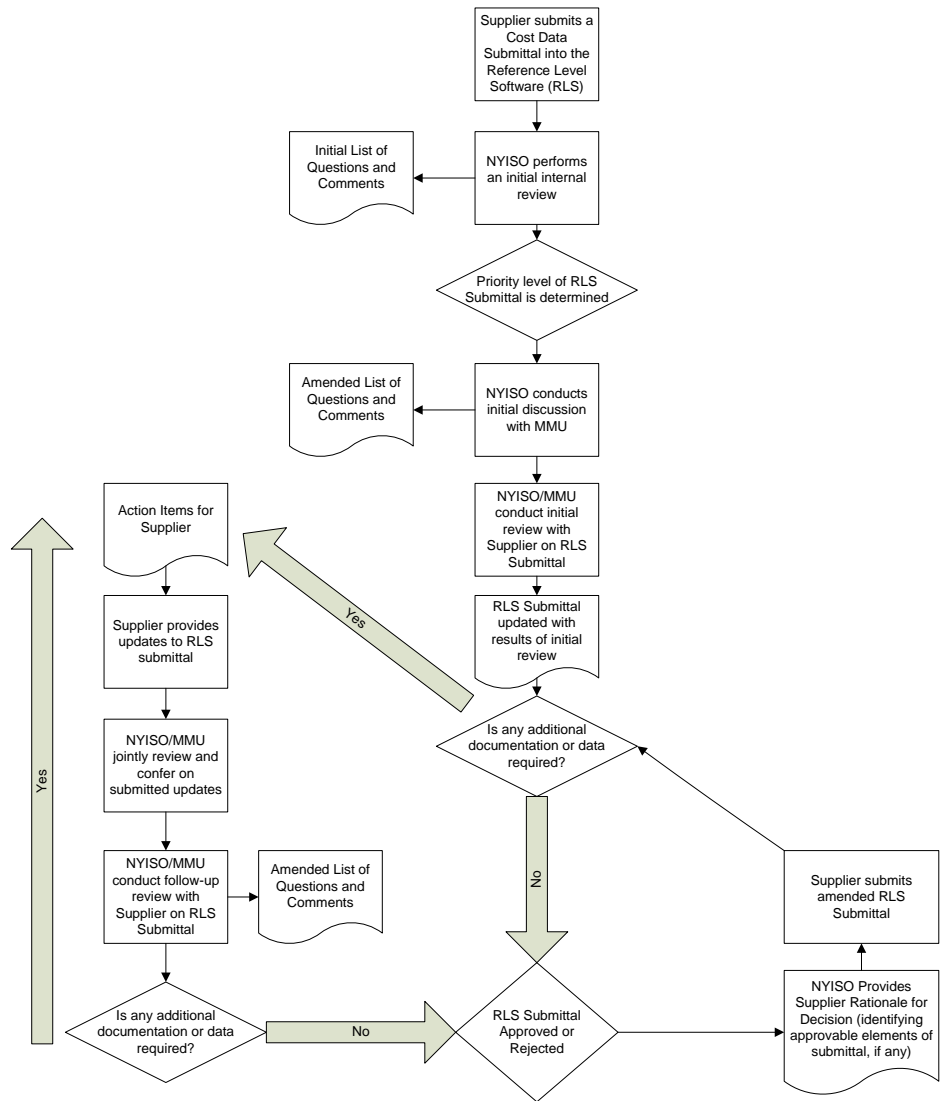 Supplier submits a
Cost Data
Submittal into the
Reference Level
Software (RLS)
Initial List of
Questions and
Comments
NYISO performs
an initial internal
review
Priority level of RLS
Submittal is determined
Amended List of
Questions and
Comments
NYISO conducts
initial discussion
with MMU
NYISO/MMU
conduct initial
review with
Supplier on RLS
Submittal
RLS Submittal
updated with
results of initial
review
Is any additional
documentation or data
required?
Yes
No
Action Items for
Supplier
Supplier provides
updates to RLS
submittal
NYISO/MMU
jointly review and
confer on
submitted updates
NYISO/MMU
conduct follow-up
review with
Supplier on RLS
Submittal
Amended List of
Questions and
Comments
Is any additional
documentation or data
required?
Yes
No
RLS Submittal
Approved or
Rejected
NYISO Provides
Supplier Rationale for
Decision (identifying
approvable elements of
submittal, if any)
Supplier submits
amended RLS
Submittal